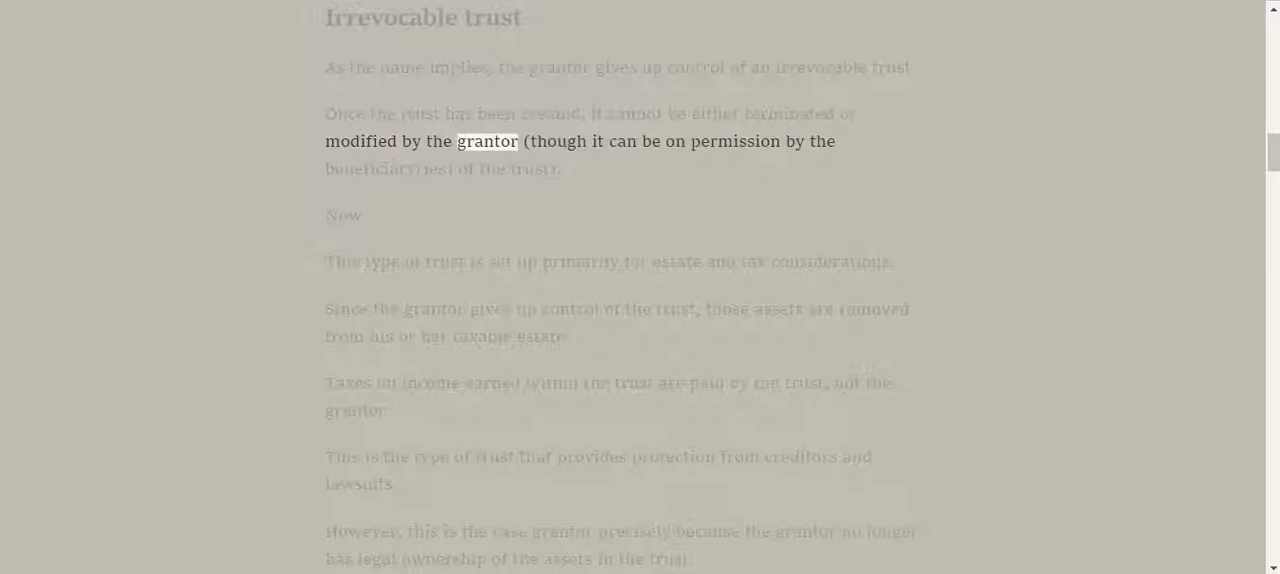 Irrevocable trust
As the name implies, the grantor gives up control of an irrevocable trust
Once the trust has been created, it cannot be either terminated or
modified by the grantor (though it can be on permission by the
beneficiary(ies) of the trust).
Now
This type of trust is set up primarily for estate and tax considerations.
Since the grantor gives up control of the trust, those assets are removed
from his or her taxable estate
Taxes on income earned within the trust are paid by the trust, not the
grantor
This is the type of trust that provides protection from creditors and
lawsuits
However, this is the case grantor precisely because the grantor no longer
has legal ownership of the assets in the trust.